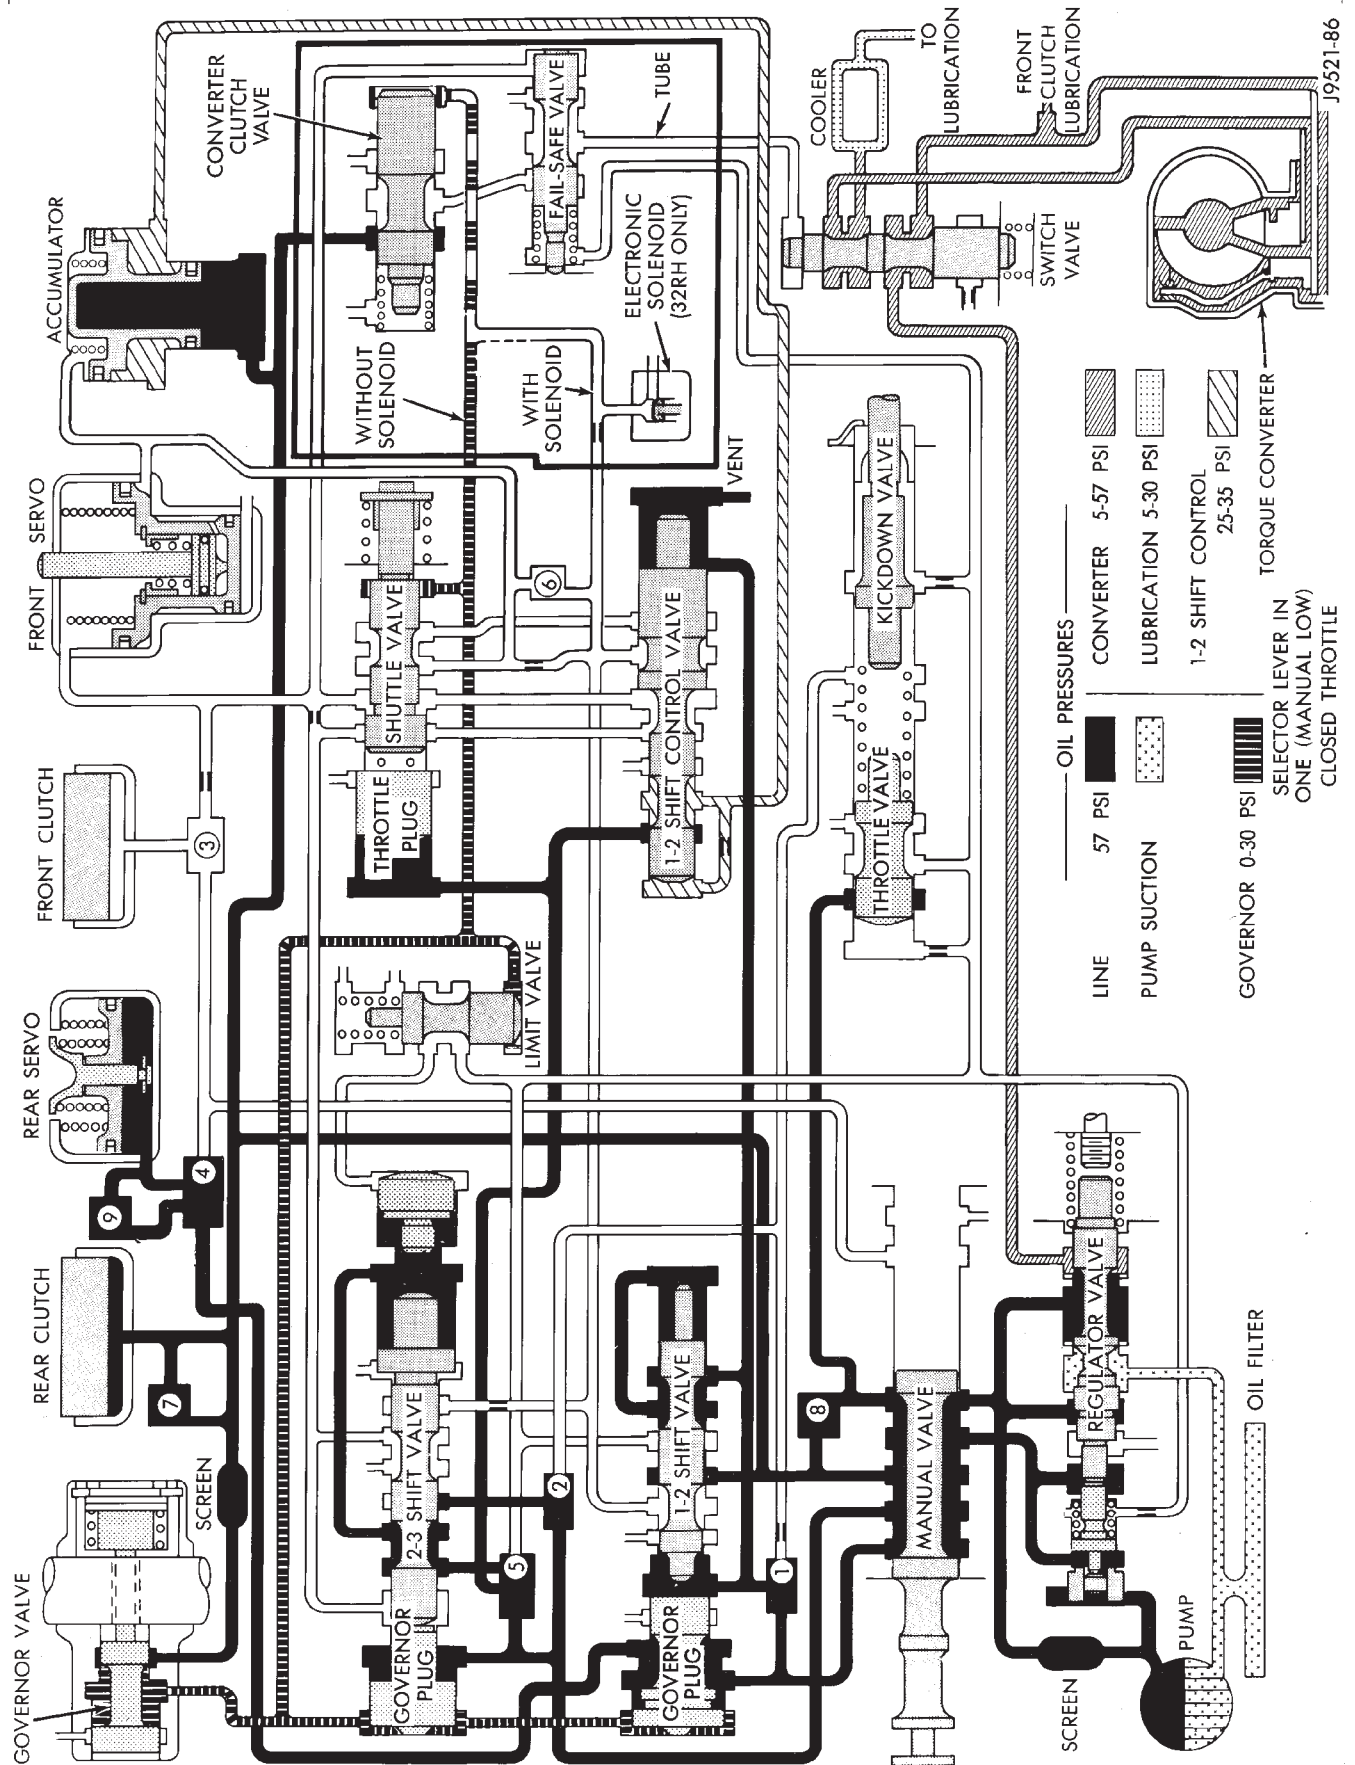 GOVERNOR VALVE
SCREEN
REAR CLUTCH
7
9
4
REAR SERVO
FRONT CLUTCH
3
FRONT SERVO
ACCUMULATOR
CONVERTER
CLUTCH
VALVE
GOVERNOR
PLUG
2-3 SHIFT VALVE
5
2
LIMIT VALVE
THROTTLE
PLUG
SHUTTLE VALVE
6
WITHOUT
SOLENOID
WITH
SOLENOID
FAIL-SAFE VALVE
ELECTRONIC
SOLENOID
(32RH ONLY)
TUBE
GOVERNOR
PLUG
1-2 SHIFT VALVE
1
8
1-2 SHIFT CONTROL VALVE
VENT
MANUAL VALVE
THROTTLE VALVE
KICKDOWN VALVE
COOLER
TO
LUBRICATION
FRONT
CLUTCH
LUBRICATION
SWITCH
VALVE
SCREEN
PUMP
REGULATOR VALVE
OIL FILTER
OIL PRESSURES
LINE 57 PSI
PUMP SUCTION
GOVERNOR 0-30 PSI
CONVERTER 5-57 PSI
LUBRICATION 5-30 PSI
1-2 SHIFT CONTROL
25-35 PSI
TORQUE CONVERTER
SELECTOR LEVER IN
ONE (MANUAL LOW)
CLOSED THROTTLE
J9521-86